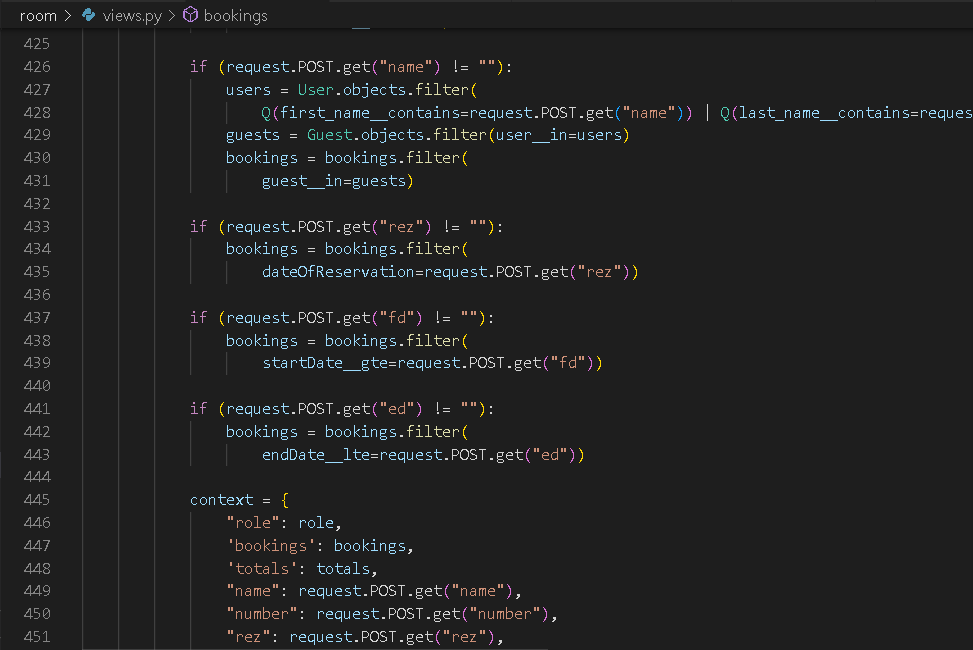 room > views.py > bookings
425
426 if (request.POST.get("name") != ""):
427 users = User.objects.filter(
428 Q(first_name__contains=request.POST.get("name")) | Q(last_name__contains=reques
429 guests = Guest.objects.filter(user__in=users)
430 bookings = bookings.filter(
431 guest__in=guests)
432
433 if (request.POST.get("rez") != ""):
434 bookings = bookings.filter(
435 dateOfReservation=request.POST.get("rez"))
436
437 if (request.POST.get("fd") != ""):
438 bookings = bookings.filter(
439 startDate__gte=request.POST.get("fd"))
440
441 if (request.POST.get("ed") != ""):
442 bookings = bookings.filter(
443 endDate__lte=request.POST.get("ed"))
444
445 context = {
446 "role": role,
447 'bookings': bookings,
448 'totals': totals,
449 "name": request.POST.get("name"),
450 "number": request.POST.get("number"),
451 "rez": request.POST.get("rez"),